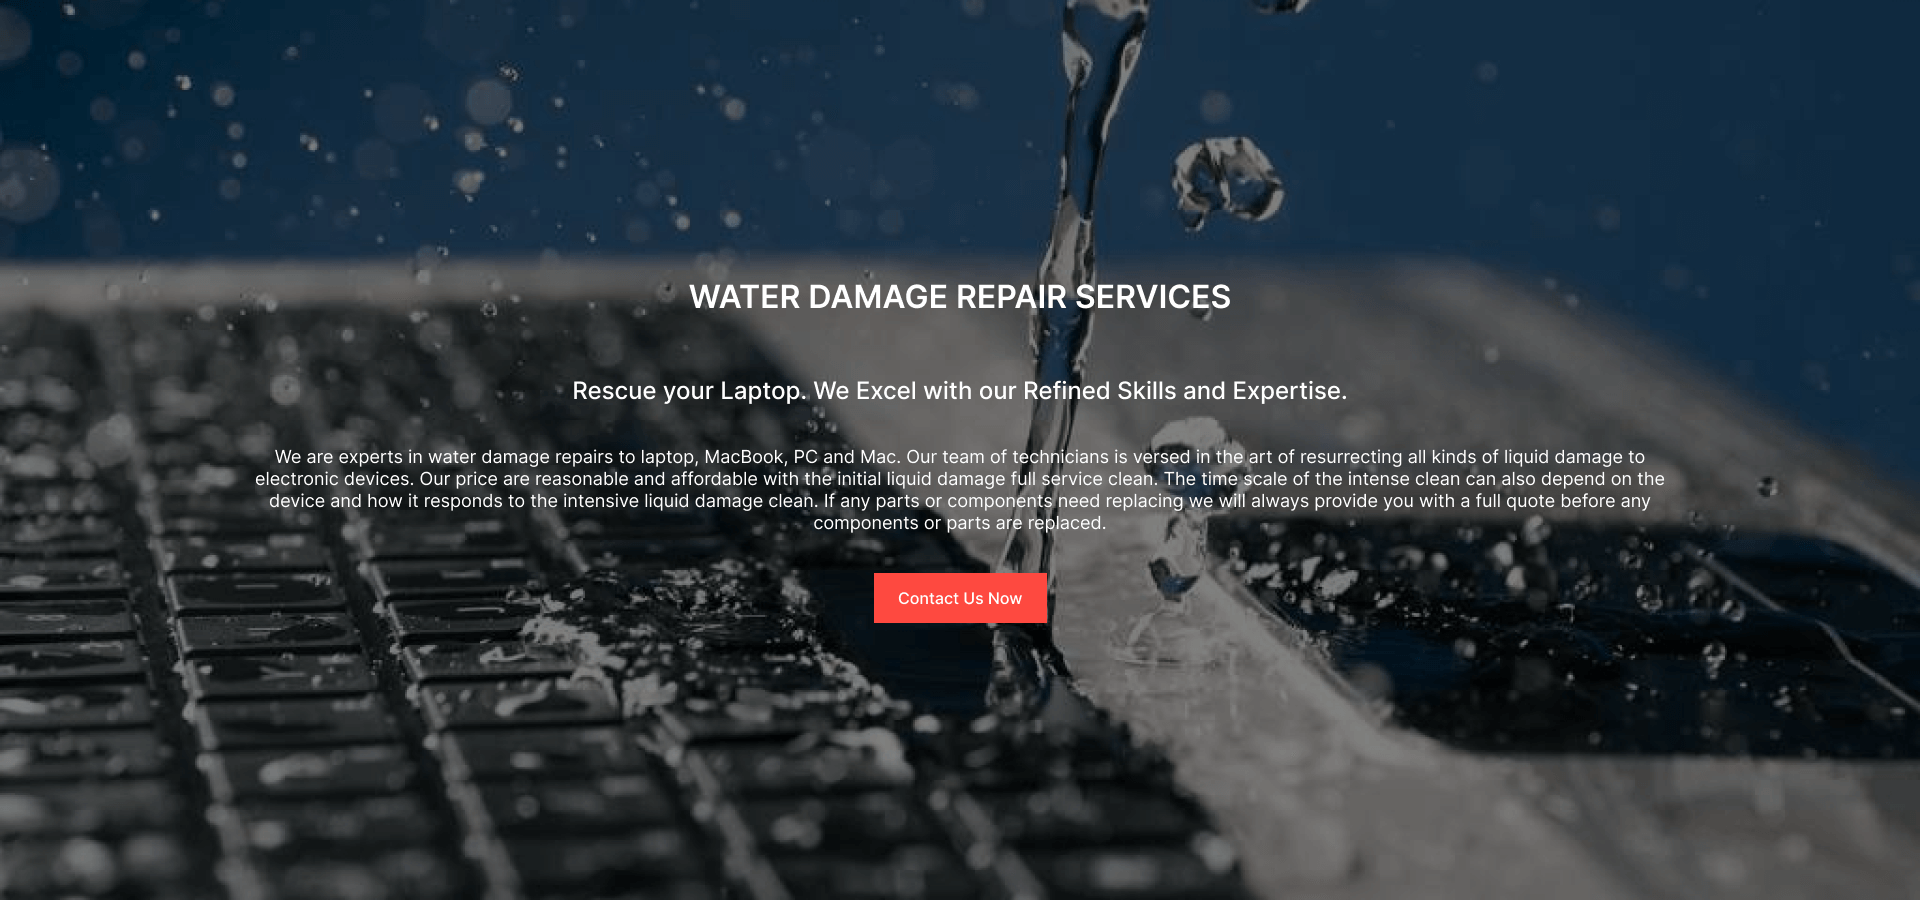 WATER DAMAGE REPAIR SERVICES
Rescue your Laptop. We Excel with our Refined Skills and Expertise.
We are experts in water damage repairs to laptop, MacBook, PC and Mac. Our team of technicians is versed in the art of resurrecting all kinds of liquid damage to
electronic devices. Our price are reasonable and affordable with the initial liquid damage full service clean. The time scale of the intense clean can also depend on the
device and how it responds to the intensive liquid damage clean. If any parts or components need replacing we will always provide you with a full quote before any
components or parts are replaced.
Contact Us Now